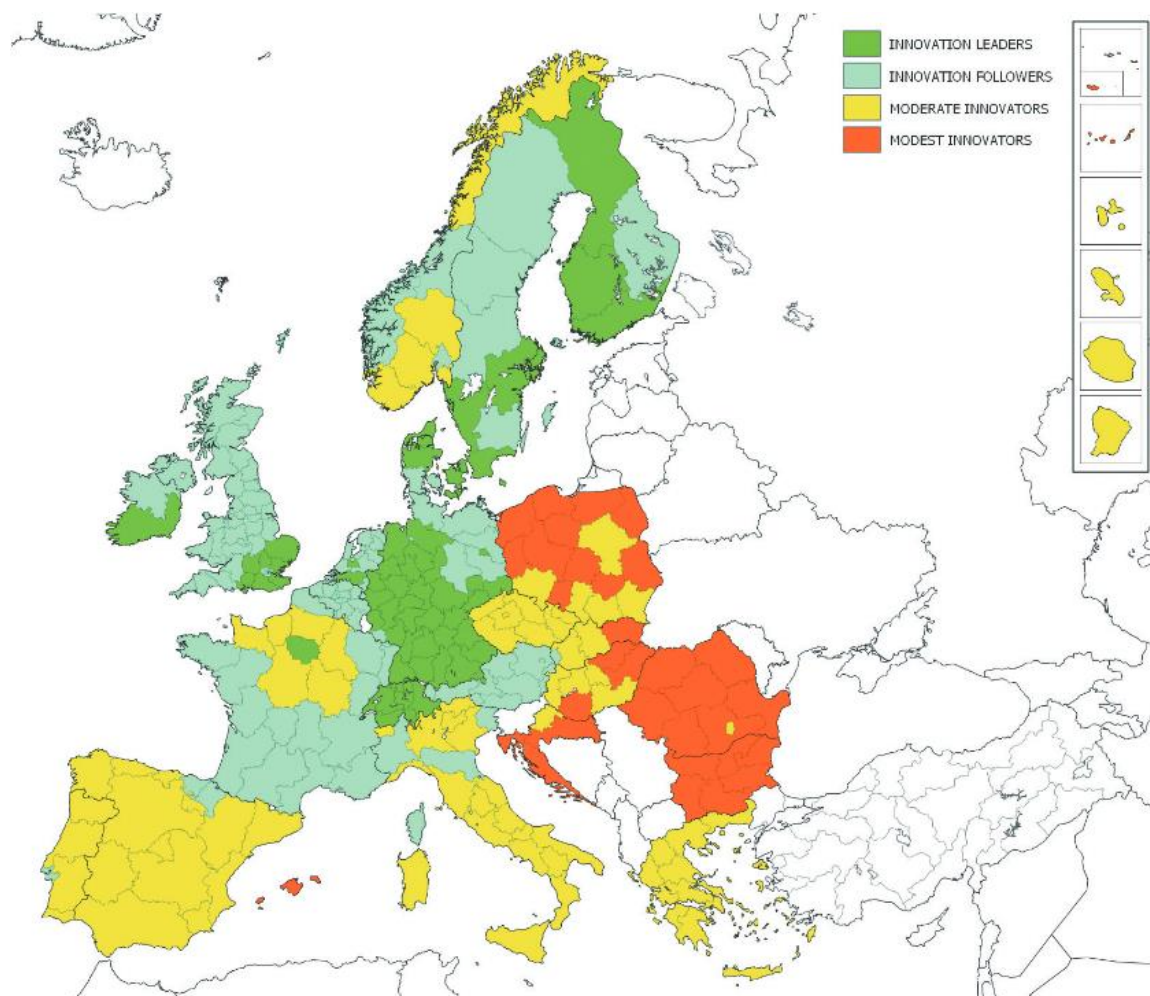 INNOVATION LEADERS
INNOVATION FOLLOWERS
MODERATE INNOVATORS
MODEST INNOVATORS